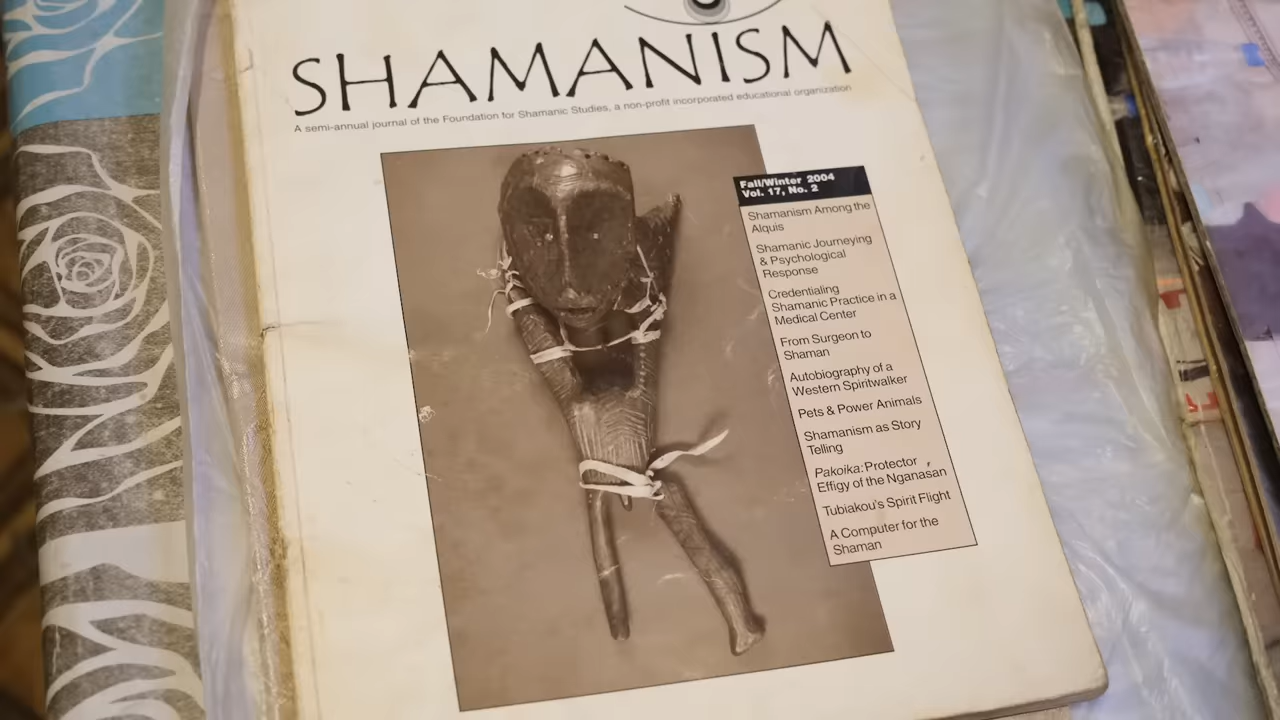 SHAMANISM
A semi-annual journal of the Foundation for Shamanic Studies, a non-profit incorporated educational organization
Fall/Winter 2004
Vol. 17, No. 2
Shamanism Among the
Alquis
Shamanic Journeying
& Psychological
Response
Credentialing
Shamanic Practice in a
Medical Center
From Surgeon to
Shaman
Autobiography of a
Western Spiritwalker
Pets & Power Animals
Shamanism as Story
Telling
Pakoika: Protector
Effigy of the Nganasan
Tubiakou's Spirit Flight
A Computer for the
Shaman